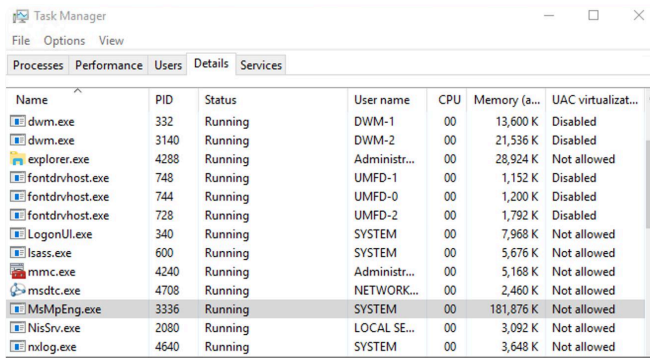 Task Manager
File Options View
Processes Performance Users Details Services
Name PID Status User name CPU Memory (a... UAC virtualizat...
dwm.exe 332 Running DWM-1 00 13,600 K Disabled
dwm.exe 3140 Running DWM-2 00 21,536 K Disabled
explorer.exe 4288 Running Administr... 00 28,924 K Not allowed
fontdrvhost.exe 748 Running UMFD-1 00 1,152 K Disabled
fontdrvhost.exe 744 Running UMFD-0 00 1,200 K Disabled
fontdrvhost.exe 728 Running UMFD-2 00 1,792 K Disabled
LogonUI.exe 340 Running SYSTEM 00 7,968 K Not allowed
lsass.exe 600 Running SYSTEM 00 5,676 K Not allowed
mmc.exe 4240 Running Administr... 00 5,168 K Not allowed
msdtc.exe 4708 Running NETWORK... 00 2,460 K Not allowed
MsMpEng.exe 3336 Running SYSTEM 00 181,876 K Not allowed
NisSrv.exe 2080 Running LOCAL SE... 00 3,092 K Not allowed
nxlog.exe 4640 Running SYSTEM 00 3,648 K Not allowed